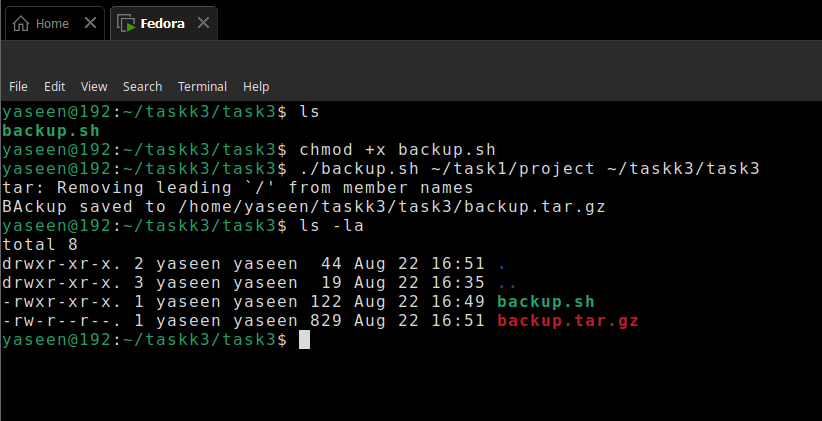 Home
Fedora
File Edit View Search Terminal Help
yaseen@192:~/taskk3/task3$ ls
backup.sh
yaseen@192:~/taskk3/task3$ chmod +x backup.sh
yaseen@192:~/taskk3/task3$ ./backup.sh ~/task1/project ~/taskk3/task3
tar: Removing leading `/' from member names
BAckup saved to /home/yaseen/taskk3/task3/backup.tar.gz
yaseen@192:~/taskk3/task3$ ls -la
total 8
drwxr-xr-x. 2 yaseen yaseen  44 Aug 22 16:51 .
drwxr-xr-x. 3 yaseen yaseen  19 Aug 22 16:35 ..
-rwxr-xr-x. 1 yaseen yaseen 122 Aug 22 16:49 backup.sh
-rw-r--r--. 1 yaseen yaseen 829 Aug 22 16:51 backup.tar.gz
yaseen@192:~/taskk3/task3$